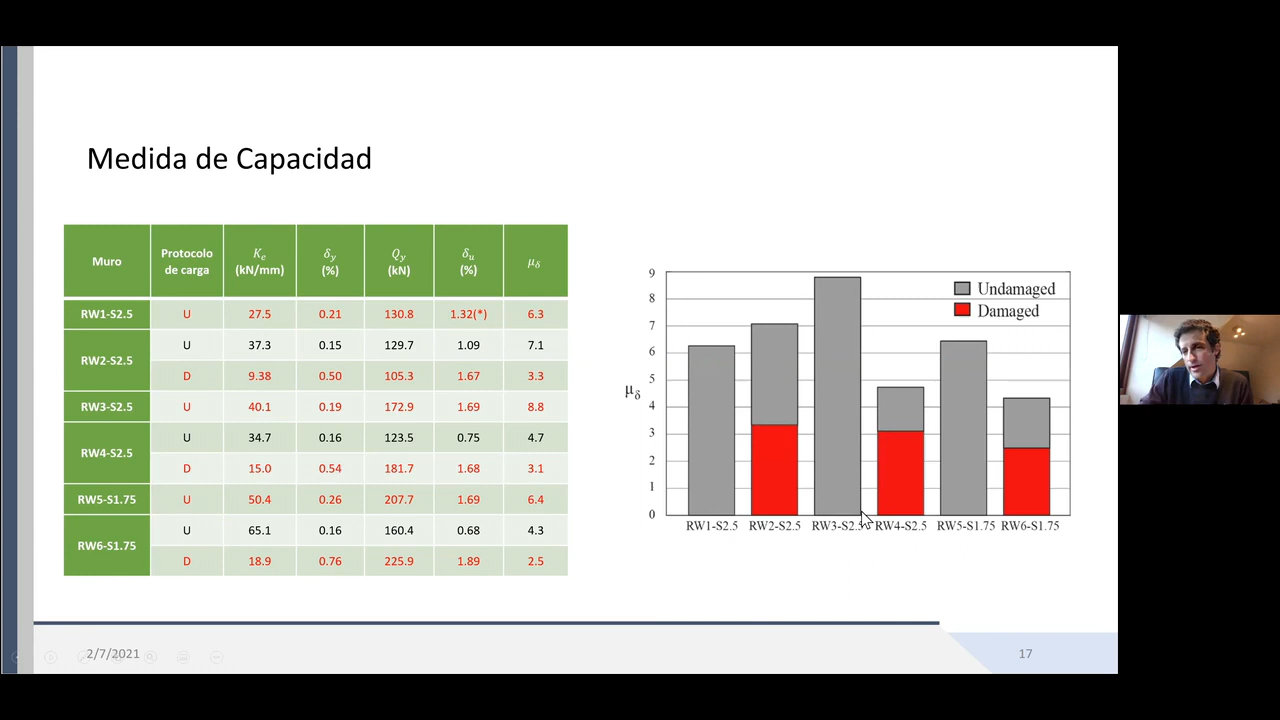 Medida de Capacidad
Muro Protocolo de carga Kₑ (kN/mm) δᵧ (%) Qᵧ (kN) δᵤ (%) μ_δ
RW1-S2.5 U 27.5 0.21 130.8 1.32(*) 6.3
RW2-S2.5 U 37.3 0.15 129.7 1.09 7.1
D 9.38 0.50 105.3 1.67 3.3
RW3-S2.5 U 40.1 0.19 172.9 1.69 8.8
RW4-S2.5 U 34.7 0.16 123.5 0.75 4.7
D 15.0 0.54 181.7 1.68 3.1
RW5-S1.75 U 50.4 0.26 207.7 1.69 6.4
RW6-S1.75 U 65.1 0.16 160.4 0.68 4.3
D 18.9 0.76 225.9 1.89 2.5
9
8
7
6
5
4
3
2
1
0
μ_δ
Undamaged
Damaged
RW1-S2.5 RW2-S2.5 RW3-S2.5 RW4-S2.5 RW5-S1.75 RW6-S1.75
2/7/2021
17